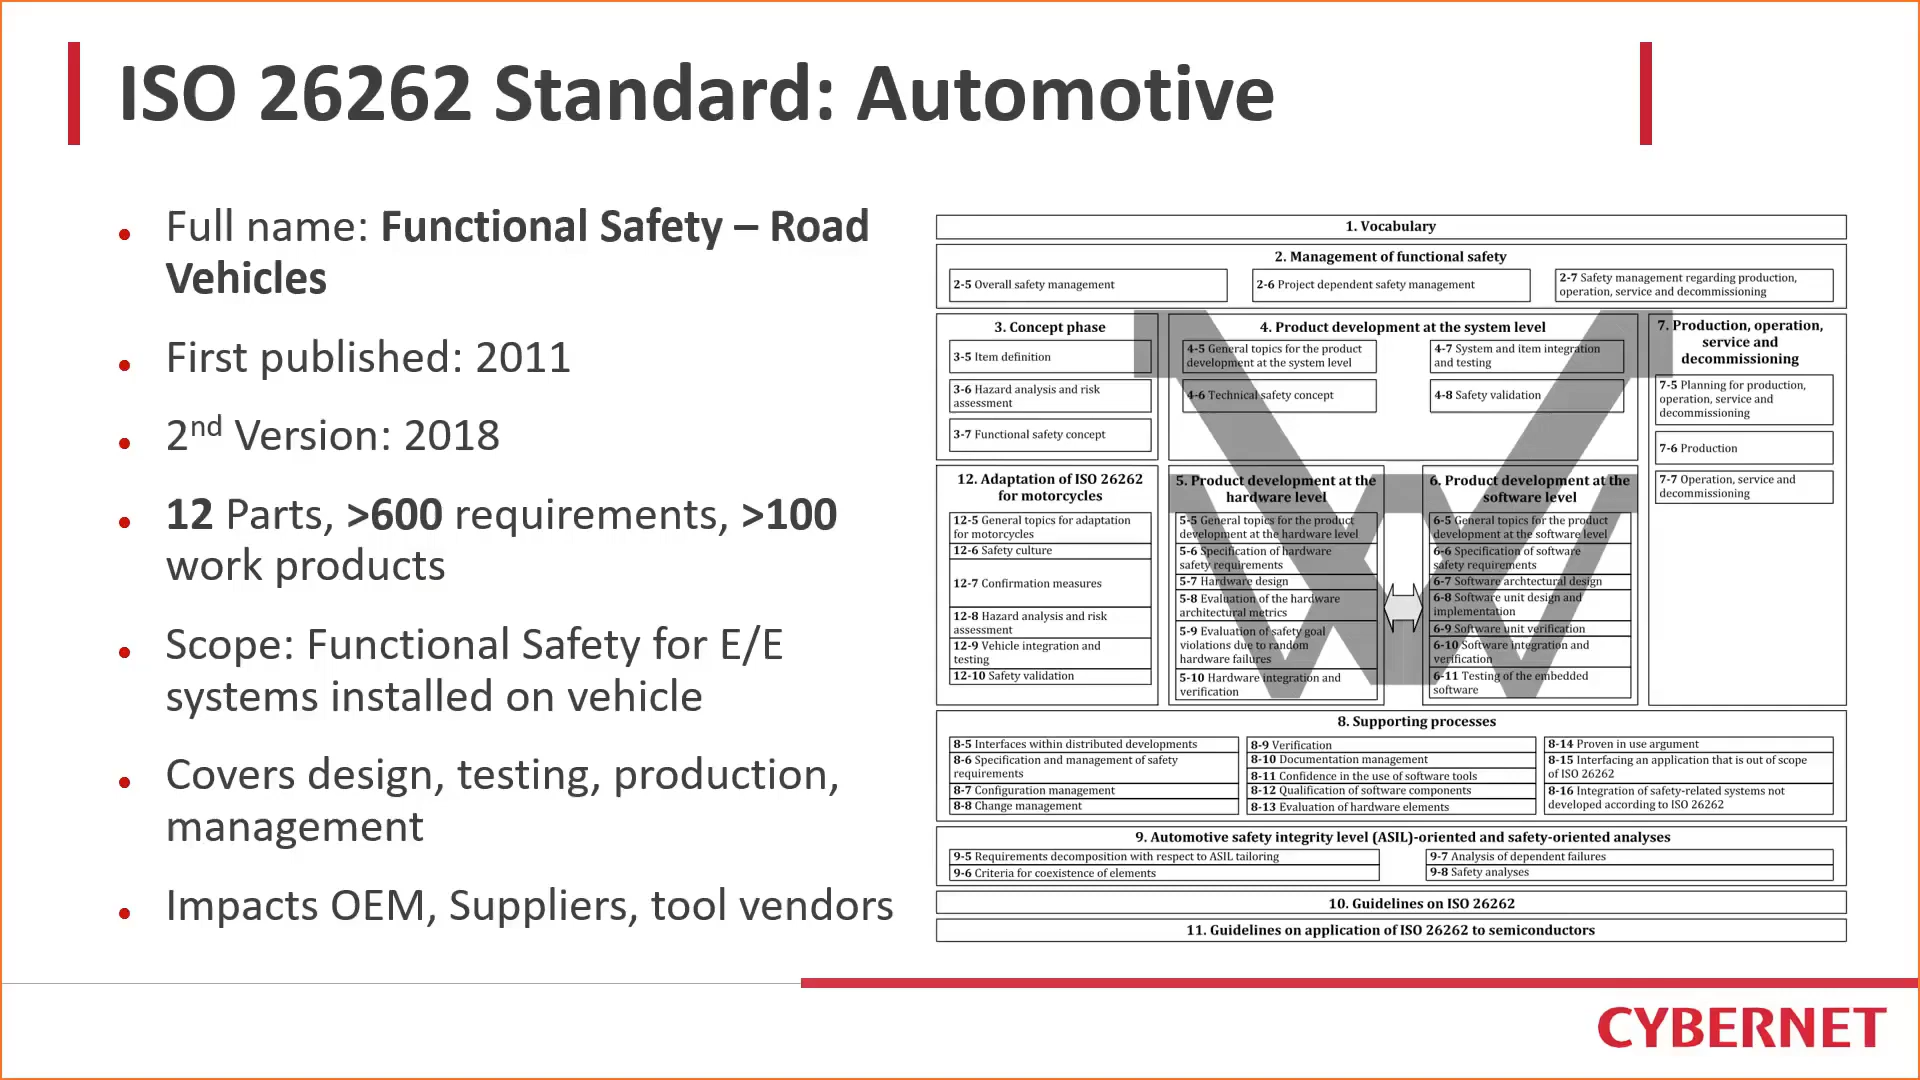 ISO 26262 Standard: Automotive
• Full name: Functional Safety – Road
Vehicles
• First published: 2011
• 2nd Version: 2018
• 12 Parts, >600 requirements, >100
work products
• Scope: Functional Safety for E/E
systems installed on vehicle
• Covers design, testing, production,
management
• Impacts OEM, Suppliers, tool vendors
1. Vocabulary
2. Management of functional safety
2-5 Overall safety management
2-6 Project dependent safety management
2-7 Safety management regarding production,
operation, service and decommissioning
3. Concept phase
3-5 Item definition
3-6 Hazard analysis and risk
assessment
3-7 Functional safety concept
4. Product development at the system level
4-5 General topics for the product
development at the system level
4-6 Technical safety concept
4-7 System and item integration
and testing
4-8 Safety validation
7. Production, operation,
service and
decommissioning
7-5 Planning for production,
operation, service and
decommissioning
7-6 Production
7-7 Operation, service and
decommissioning
12. Adaptation of ISO 26262
for motorcycles
12-5 General topics for adaptation
for motorcycles
12-6 Safety culture
12-7 Confirmation measures
12-8 Hazard analysis and risk
assessment
12-9 Vehicle integration and
testing
12-10 Safety validation
5. Product development at the
hardware level
5-5 General topics for the product
development at the hardware level
5-6 Specification of hardware
safety requirements
5-7 Hardware design
5-8 Evaluation of the hardware
architectural metrics
5-9 Evaluation of safety goal
violations due to random
hardware failures
5-10 Hardware integration and
verification
6. Product development at the
software level
6-5 General topics for the product
development at the software level
6-6 Specification of software
safety requirements
6-7 Software archtectural design
6-8 Software unit design and
implementation
6-9 Software unit verification
6-10 Software integration and
verification
6-11 Testing of the embedded
software
8. Supporting processes
8-5 Interfaces within distributed developments
8-6 Specification and management of safety
requirements
8-7 Configuration management
8-8 Change management
8-9 Verification
8-10 Documentation management
8-11 Confidence in the use of software tools
8-12 Qualification of software components
8-13 Evaluation of hardware elements
8-14 Proven in use argument
8-15 Interfacing an application that is out of scope
of ISO 26262
8-16 Integration of safety-related systems not
developed according to ISO 26262
9. Automotive safety integrity level (ASIL)-oriented and safety-oriented analyses
9-5 Requirements decomposition with respect to ASIL tailoring
9-6 Criteria for coexistence of elements
9-7 Analysis of dependent failures
9-8 Safety analyses
10. Guidelines on ISO 26262
11. Guidelines on application of ISO 26262 to semiconductors
CYBERNET